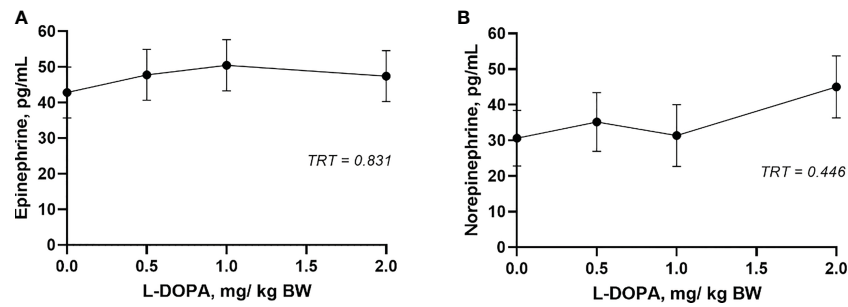 A
Epinephrine, pg/mL
60
50
40
30
20
10
0
TRT = 0.831
0.0 0.5 1.0 1.5 2.0
L-DOPA, mg/ kg BW
B
Norepinephrine, pg/mL
60
50
40
30
20
10
0
TRT = 0.446
0.0 0.5 1.0 1.5 2.0
L-DOPA, mg/ kg BW